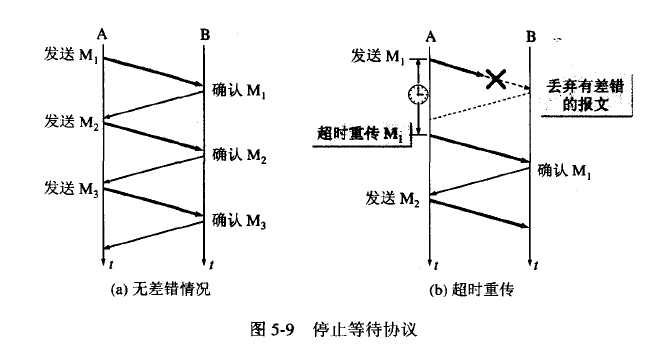 A
B
发送 M₁
确认 M₁
发送 M₂
确认 M₂
发送 M₃
确认 M₃
t
t
(a) 无差错情况
A
B
发送 M₁
丢弃有差错
的报文
超时重传 M₁
确认 M₁
发送 M₂
t
t
(b) 超时重传
图 5-9 停止等待协议